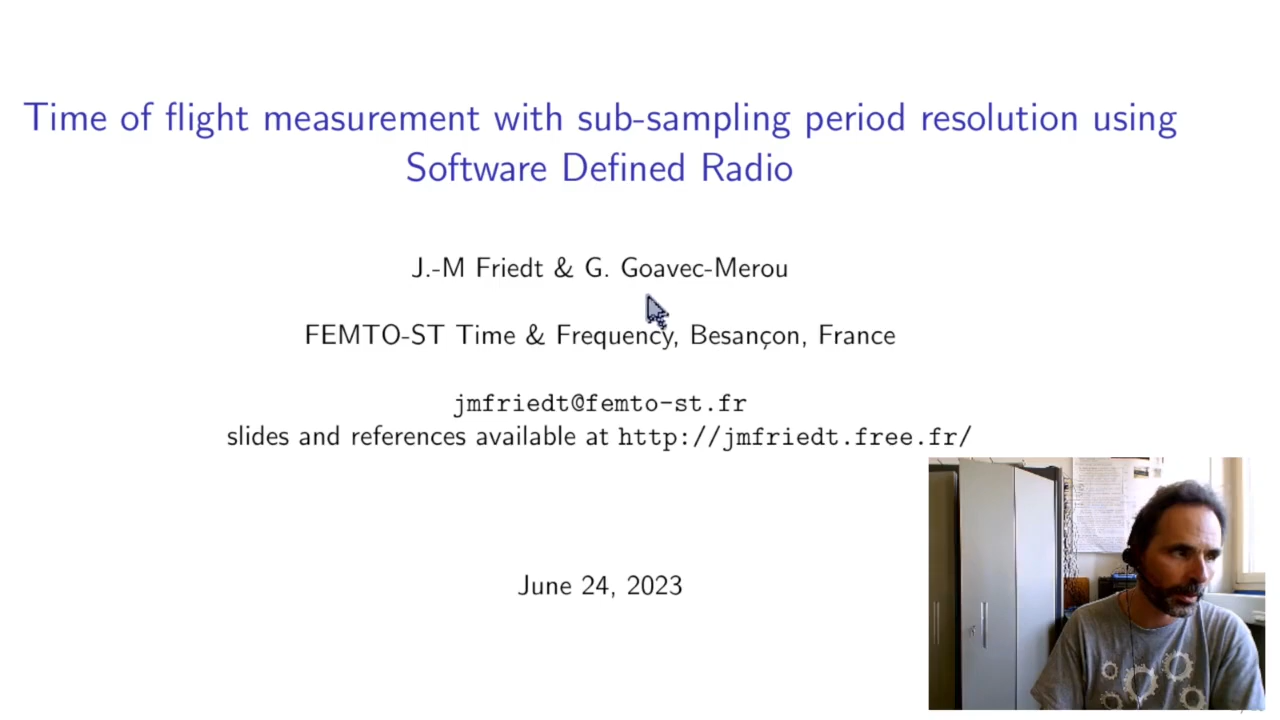 Time of flight measurement with sub-sampling period resolution using
Software Defined Radio
J.-M Friedt & G. Goavec-Merou
FEMTO-ST Time & Frequency, Besançon, France
jmfriedt@femto-st.fr
slides and references available at http://jmfriedt.free.fr/
June 24, 2023